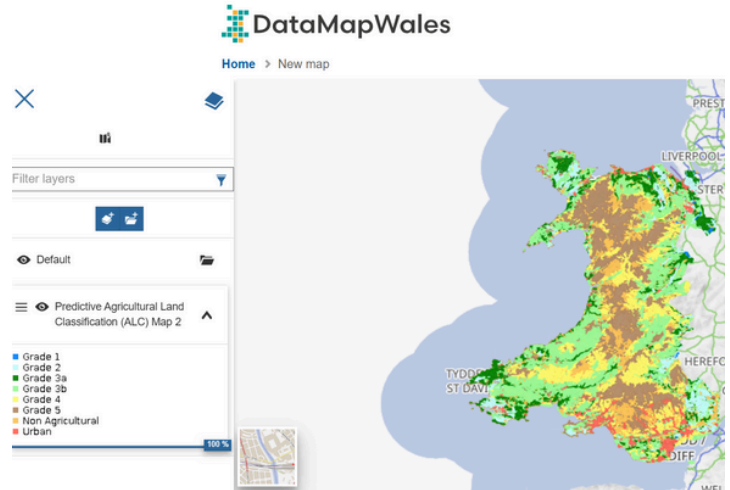 DataMapWales
Home > New map
Filter layers
Default
Predictive Agricultural Land
Classification (ALC) Map 2
Grade 1
Grade 2
Grade 3a
Grade 3b
Grade 4
Grade 5
Non Agricultural
Urban
100 %
PREST
LIVERPOOL
STER
HEREFO
TYDD
ST DAVI
DIFF